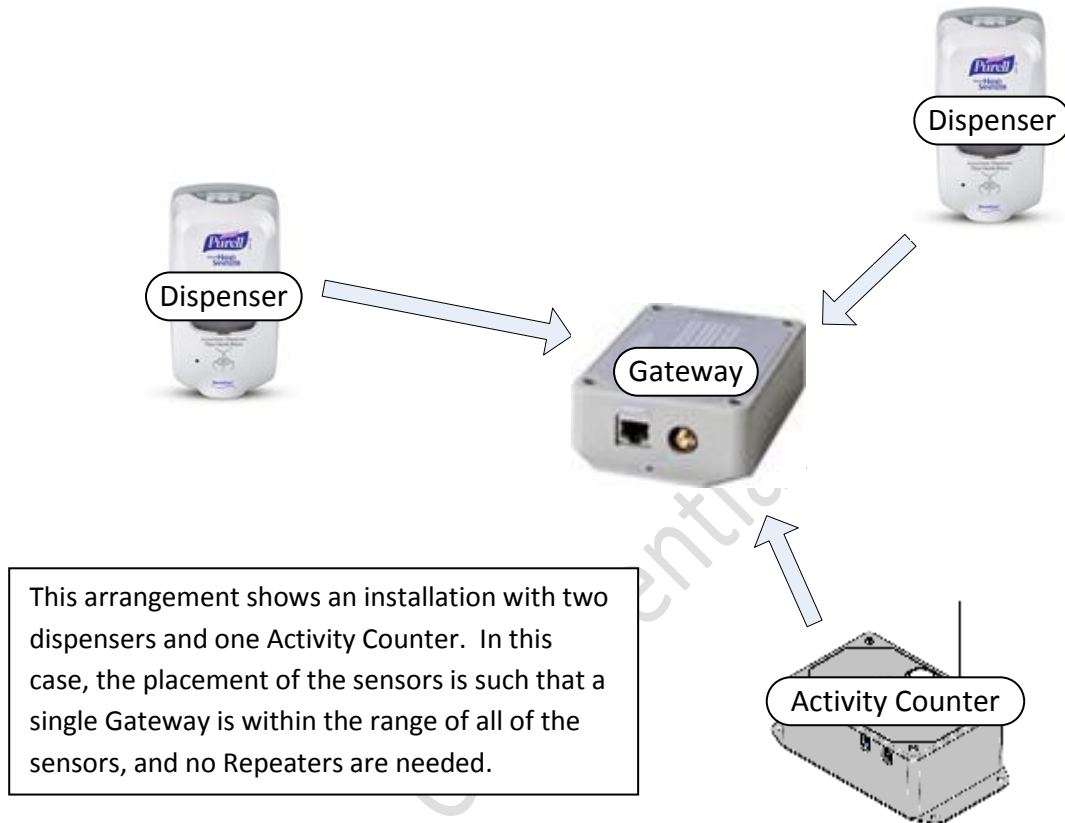 Purell
Dispenser
Purell
Dispenser
Gateway
This arrangement shows an installation with two
dispensers and one Activity Counter.  In this
case, the placement of the sensors is such that a
single Gateway is within the range of all of the
sensors, and no Repeaters are needed.
Activity Counter